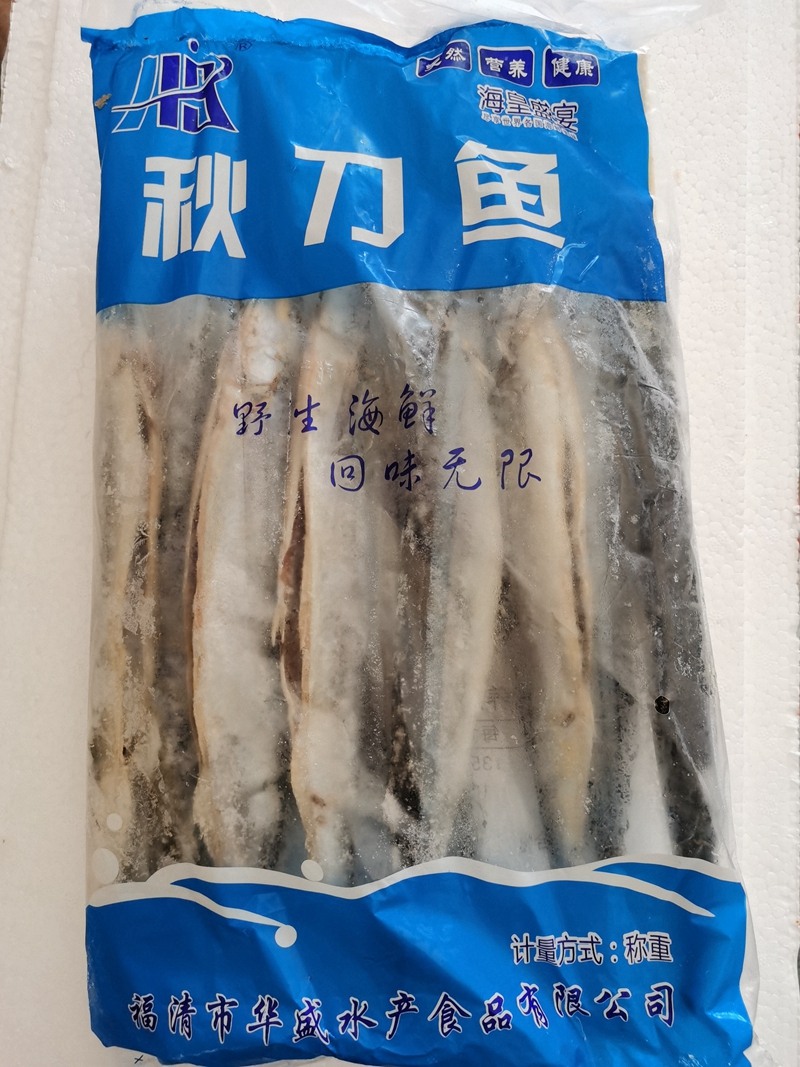 天然 营养 健康
海皇盛宴
秋刀鱼
野生海鲜
回味无限
计量方式：称重
福清市华盛水产食品有限公司